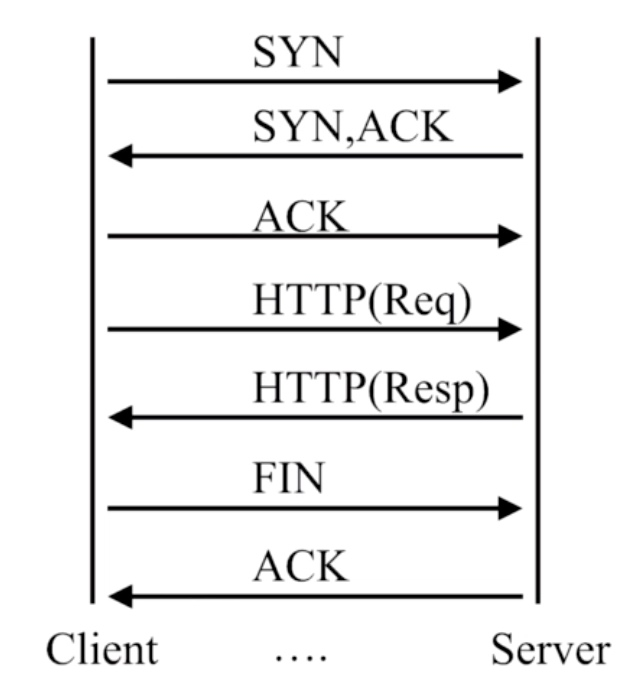 SYN
SYN,ACK
ACK
HTTP(Req)
HTTP(Resp)
FIN
ACK
Client .... Server